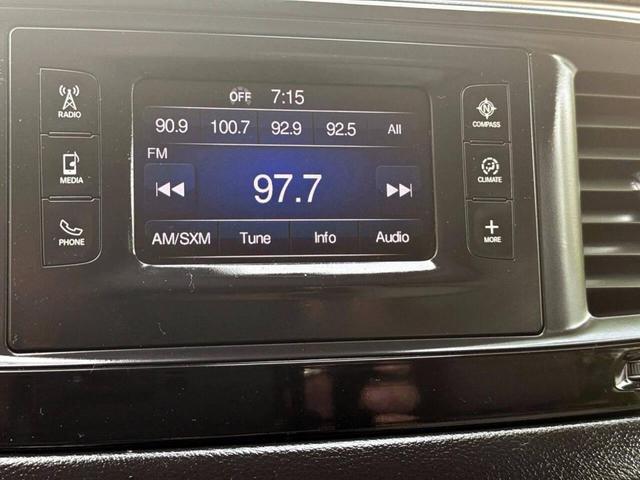 OFF 7:15
90.9 100.7 92.9 92.5 All
FM
97.7
AM/SXM Tune Info Audio
RADIO
MEDIA
PHONE
N
COMPASS
CLIMATE
+
MORE